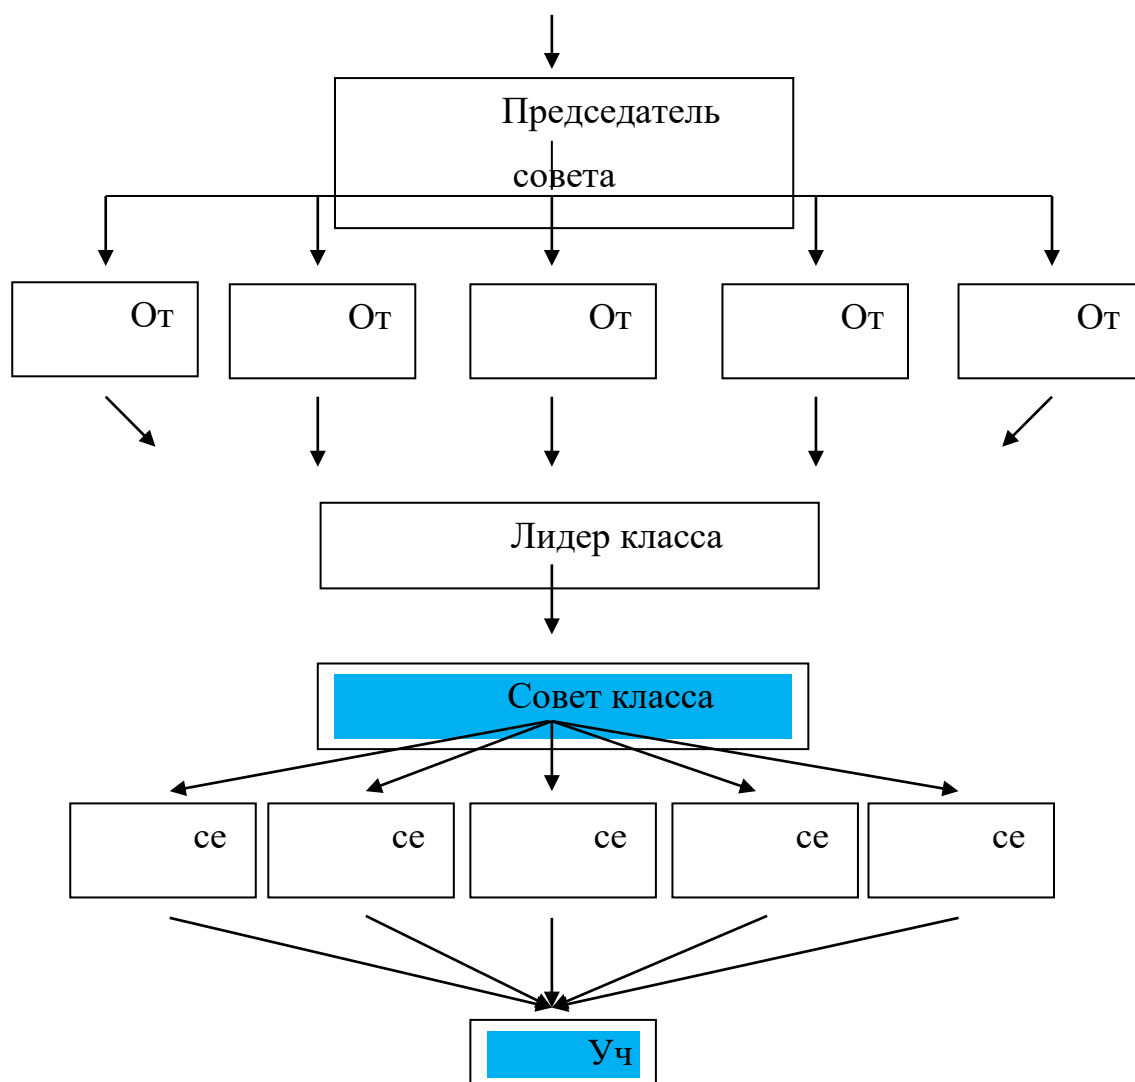 Председатель
совета
От
От
От
От
От
Лидер класса
Совет класса
се
се
се
се
се
Уч